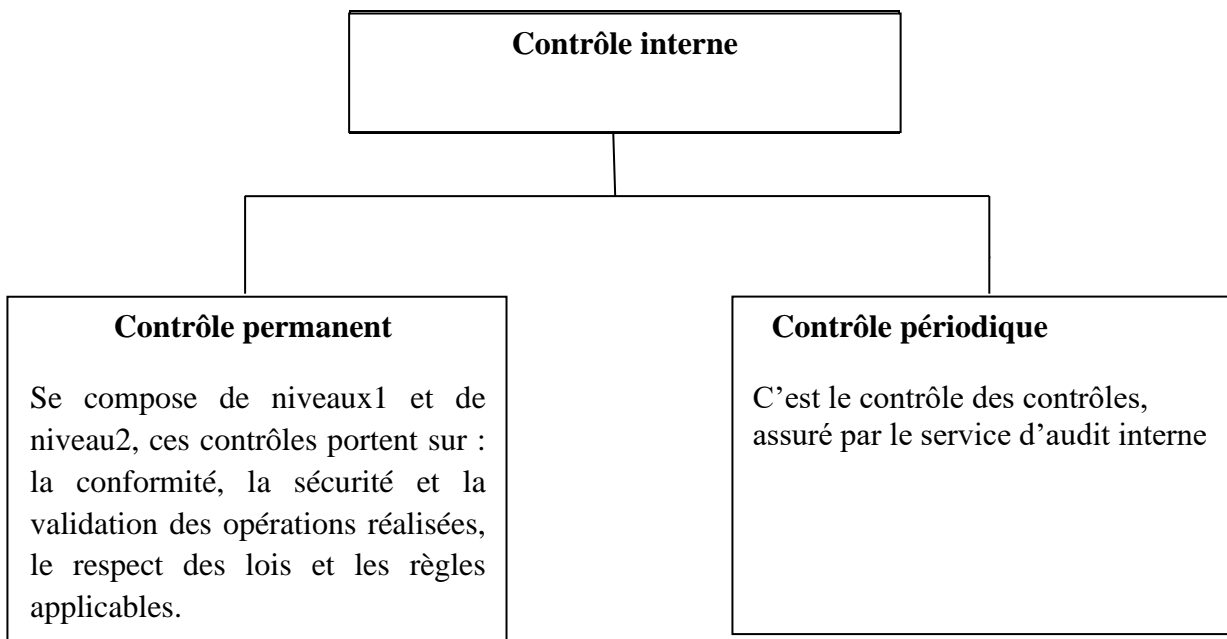 Contrôle interne
Contrôle permanent
Se compose de niveaux1 et de
niveau2, ces contrôles portent sur :
la conformité, la sécurité et la
validation des opérations réalisées,
le respect des lois et les règles
applicables.
Contrôle périodique
C’est le contrôle des contrôles,
assuré par le service d’audit interne